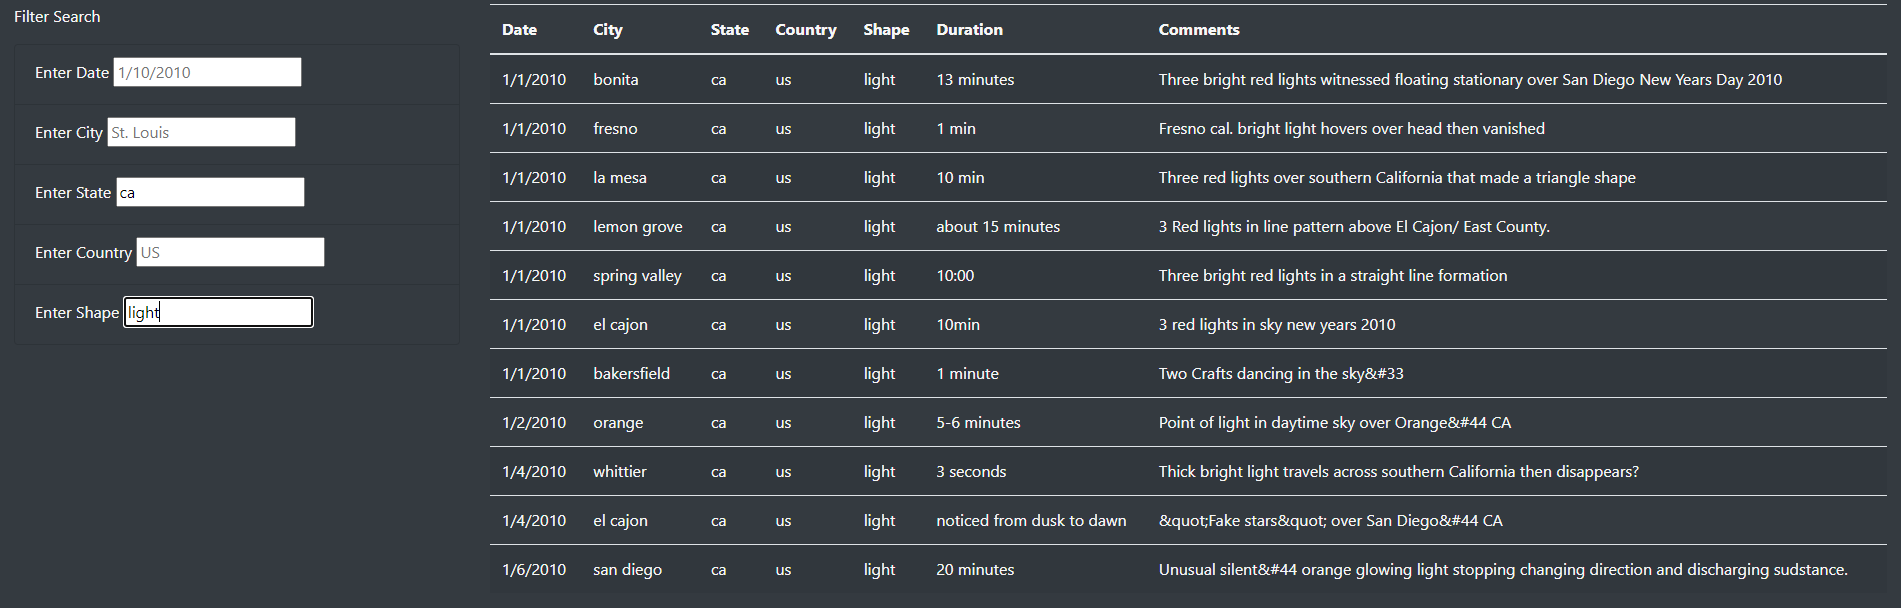 Filter Search
Enter Date 1/10/2010
Enter City St. Louis
Enter State ca
Enter Country US
Enter Shape light
Date City State Country Shape Duration Comments
1/1/2010 bonita ca us light 13 minutes Three bright red lights witnessed floating stationary over San Diego New Years Day 2010
1/1/2010 fresno ca us light 1 min Fresno cal. bright light hovers over head then vanished
1/1/2010 la mesa ca us light 10 min Three red lights over southern California that made a triangle shape
1/1/2010 lemon grove ca us light about 15 minutes 3 Red lights in line pattern above El Cajon/ East County.
1/1/2010 spring valley ca us light 10:00 Three bright red lights in a straight line formation
1/1/2010 el cajon ca us light 10min 3 red lights in sky new years 2010
1/1/2010 bakersfield ca us light 1 minute Two Crafts dancing in the sky&#33
1/2/2010 orange ca us light 5-6 minutes Point of light in daytime sky over Orange&#44 CA
1/4/2010 whittier ca us light 3 seconds Thick bright light travels across southern California then disappears?
1/4/2010 el cajon ca us light noticed from dusk to dawn &quot;Fake stars&quot; over San Diego&#44 CA
1/6/2010 san diego ca us light 20 minutes Unusual silent&#44 orange glowing light stopping changing direction and discharging sudstance.